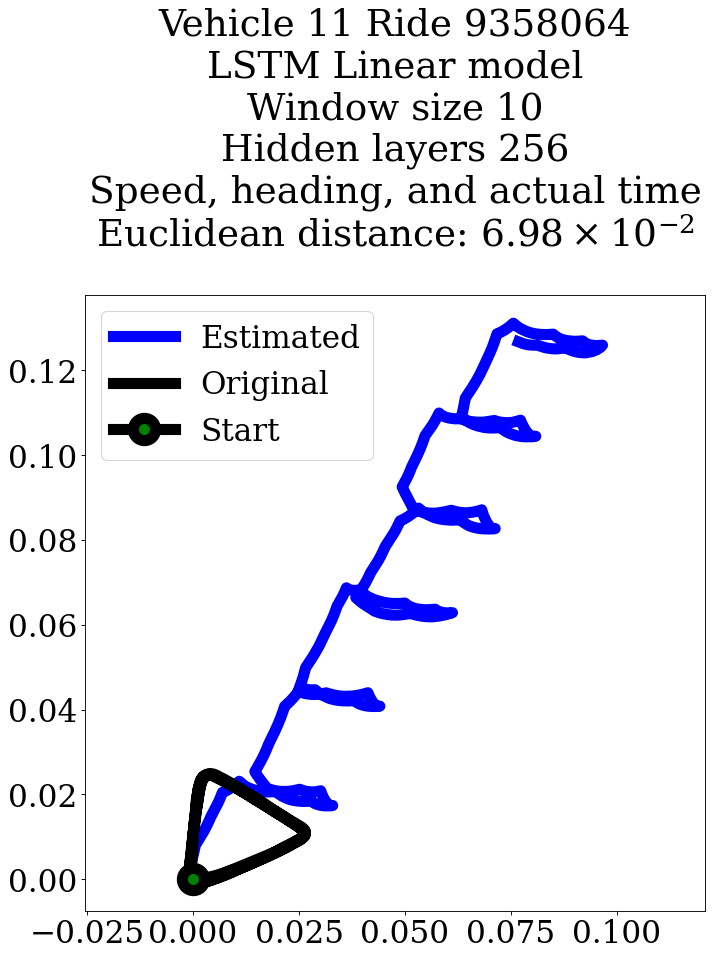 Vehicle 11 Ride 9358064
LSTM Linear model
Window size 10
Hidden layers 256
Speed, heading, and actual time
Euclidean distance: 6.98 × 10⁻²
Estimated
Original
Start
0.12
0.10
0.08
0.06
0.04
0.02
0.00
−0.025 0.000 0.025 0.050 0.075 0.100